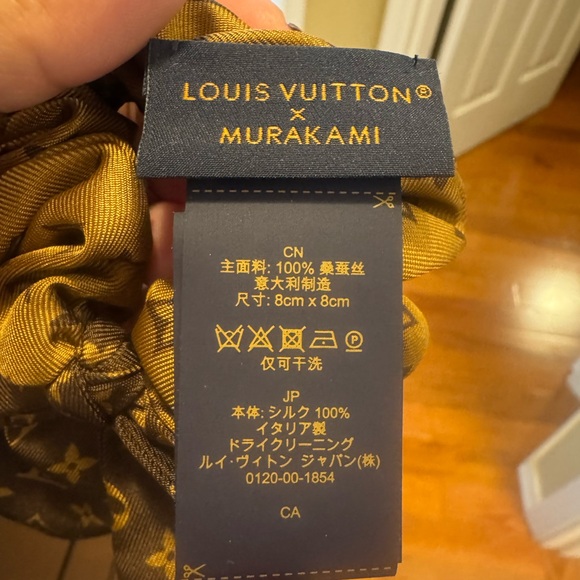 LOUIS VUITTON®
×
MURAKAMI
CN
主面料: 100% 桑蚕丝
意大利制造
尺寸: 8cm x 8cm
P
仅可干洗
JP
本体: シルク 100%
イタリア製
ドライクリーニング
ルイ·ヴィトン ジャパン(株)
0120-00-1854
CA